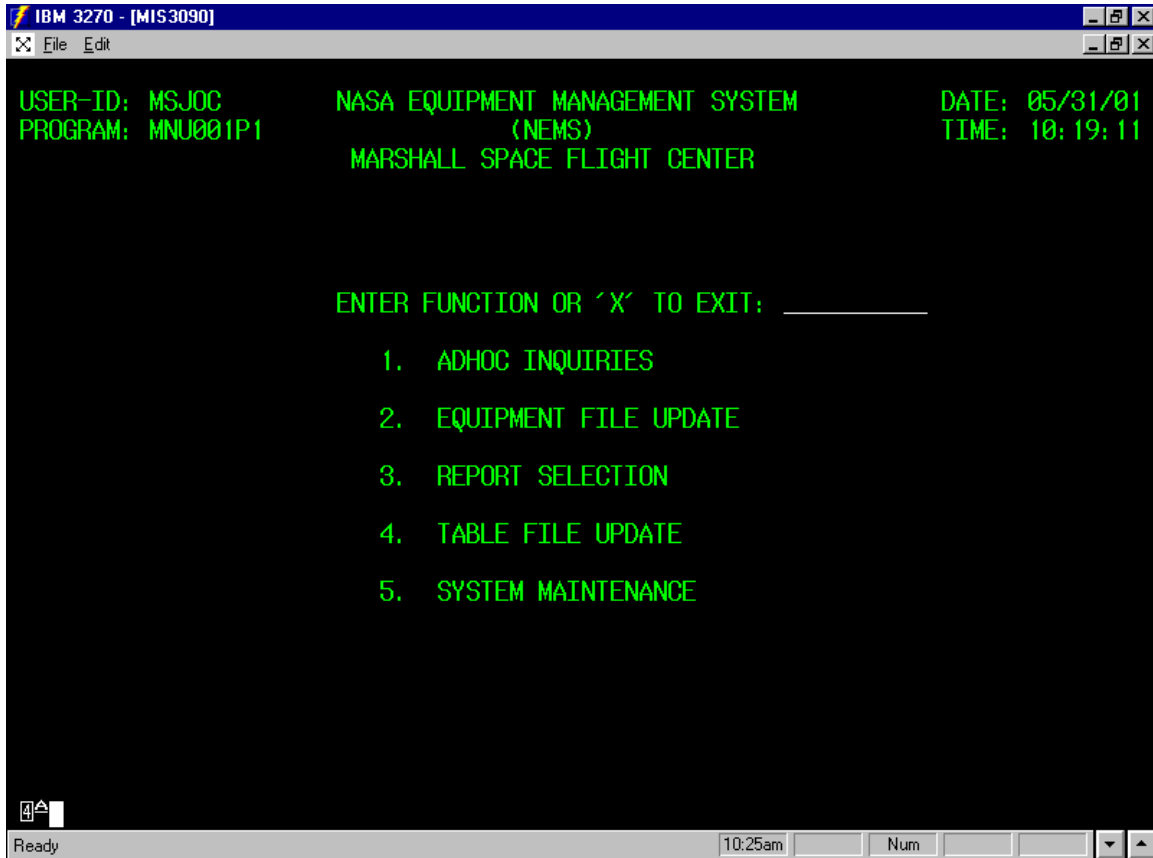 IBM 3270 - [MIS3090]
File Edit
USER-ID: MSJOC NASA EQUIPMENT MANAGEMENT SYSTEM DATE: 05/31/01
PROGRAM: MNU001P1 (NEMS) TIME: 10:19:11
MARSHALL SPACE FLIGHT CENTER
ENTER FUNCTION OR ´X´ TO EXIT:
1. ADHOC INQUIRIES
2. EQUIPMENT FILE UPDATE
3. REPORT SELECTION
4. TABLE FILE UPDATE
5. SYSTEM MAINTENANCE
4
Ready 10:25am Num